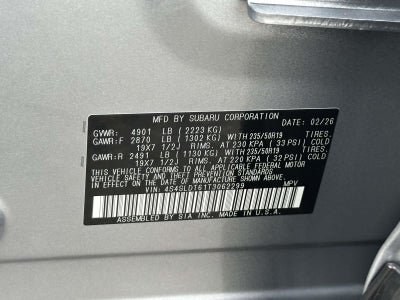 MFD BY SUBARU CORPORATION DATE: 02/26
GVWR: 4901 LB (2223 KG)
GAWR:F 2870 LB (1302 KG) WITH 235/50R19 TIRES.
19X7 1/2J RIMS. AT 230 KPA (33 PSI) COLD
GAWR:R 2491 LB (1130 KG) WITH 235/50R19 TIRES.
19X7 1/2J RIMS. AT 220 KPA (32 PSI) COLD
THIS VEHICLE CONFORMS TO ALL APPLICABLE FEDERAL MOTOR
VEHICLE SAFETY AND THEFT PREVENTION STANDARDS IN
EFFECT ON THE DATE OF MANUFACTURE SHOWN ABOVE.
VIN: 4S4SLDT61T3062299 MPV
ASSEMBLED BY SIA INC. MADE IN U.S.A.